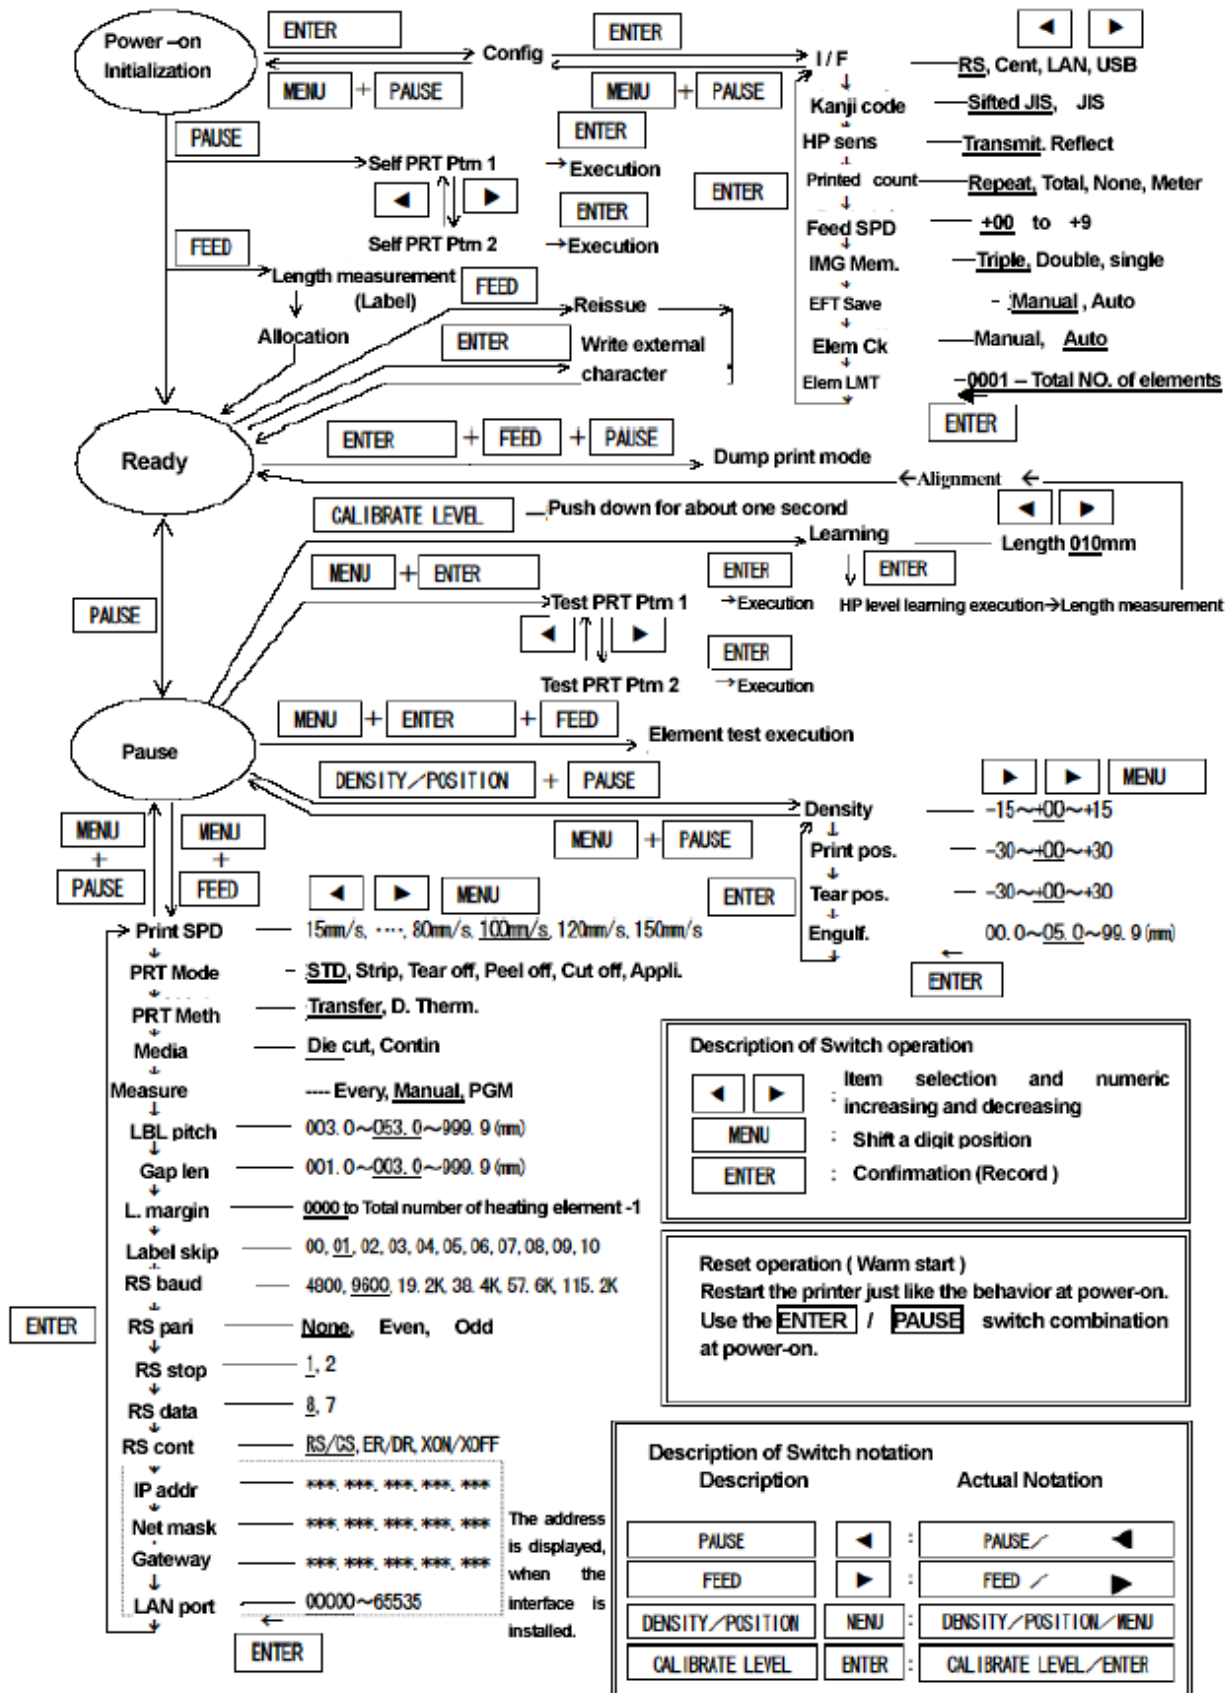 Power –on
Initialization
ENTER
MENU + PAUSE
Config
ENTER
MENU + PAUSE
◀ ▶
I / F RS, Cent, LAN, USB
Kanji code Sifted JIS, JIS
HP sens Transmit. Reflect
Printed count Repeat, Total, None, Meter
Feed SPD +00 to +9
IMG Mem. Triple, Double, single
EFT Save - Manual , Auto
Elem Ck Manual, Auto
Elem LMT 0001 – Total NO. of elements
ENTER
ENTER
PAUSE
Self PRT Ptrn 1 →Execution
ENTER
◀ ▶
ENTER
Self PRT Ptrn 2 →Execution
FEED
Length measurement
(Label)
Allocation
FEED
Reissue
ENTER
Write external
character
Ready
ENTER + FEED + PAUSE
Dump print mode
←Alignment ←
CALIBRATE LEVEL
Push down for about one second
Learning
◀ ▶
Length 010mm
ENTER
HP level learning execution→Length measurement
MENU + ENTER
Test PRT Ptrn 1
ENTER
→Execution
◀ ▶
ENTER
Test PRT Ptrn 2
→Execution
PAUSE
Pause
MENU + ENTER + FEED
Element test execution
DENSITY／POSITION + PAUSE
MENU + PAUSE
▶ ▶ MENU
Density -15～+00～+15
Print pos. -30～+00～+30
Tear pos. -30～+00～+30
Engulf. 00.0～05.0～99.9(mm)
ENTER
←
ENTER
MENU
+
PAUSE
MENU
+
FEED
◀ ▶ MENU
Print SPD 15mm/s, ····, 80mm/s, 100mm/s, 120mm/s, 150mm/s
PRT Mode - STD, Strip, Tear off, Peel off, Cut off, Appli.
PRT Meth Transfer, D. Therm.
Media Die cut, Contin
Measure ---- Every, Manual, PGM
LBL pitch 003.0～053.0～999.9(mm)
Gap len 001.0～003.0～999.9(mm)
L. margin 0000 to Total number of heating element -1
Label skip 00, 01, 02, 03, 04, 05, 06, 07, 08, 09, 10
RS baud 4800, 9600, 19.2K, 38.4K, 57.6K, 115.2K
RS pari None, Even, Odd
RS stop 1, 2
RS data 8, 7
RS cont RS/CS, ER/DR, XON/XOFF
IP addr ***. ***. ***. ***. ***
Net mask ***. ***. ***. ***. ***
Gateway ***. ***. ***. ***. ***
LAN port 00000～65535
The address
is displayed,
when the
interface is
installed.
ENTER
←
ENTER
Description of Switch operation
◀ ▶ : Item selection and numeric
increasing and decreasing
MENU : Shift a digit position
ENTER : Confirmation (Record )
Reset operation ( Warm start )
Restart the printer just like the behavior at power-on.
Use the ENTER / PAUSE switch combination
at power-on.
Description of Switch notation
Description Actual Notation
PAUSE ◀ : PAUSE／ ◀
FEED ▶ : FEED ／ ▶
DENSITY／POSITION NENU : DENSITY／POSITION／MENU
CALIBRATE LEVEL ENTER : CALIBRATE LEVEL／ENTER